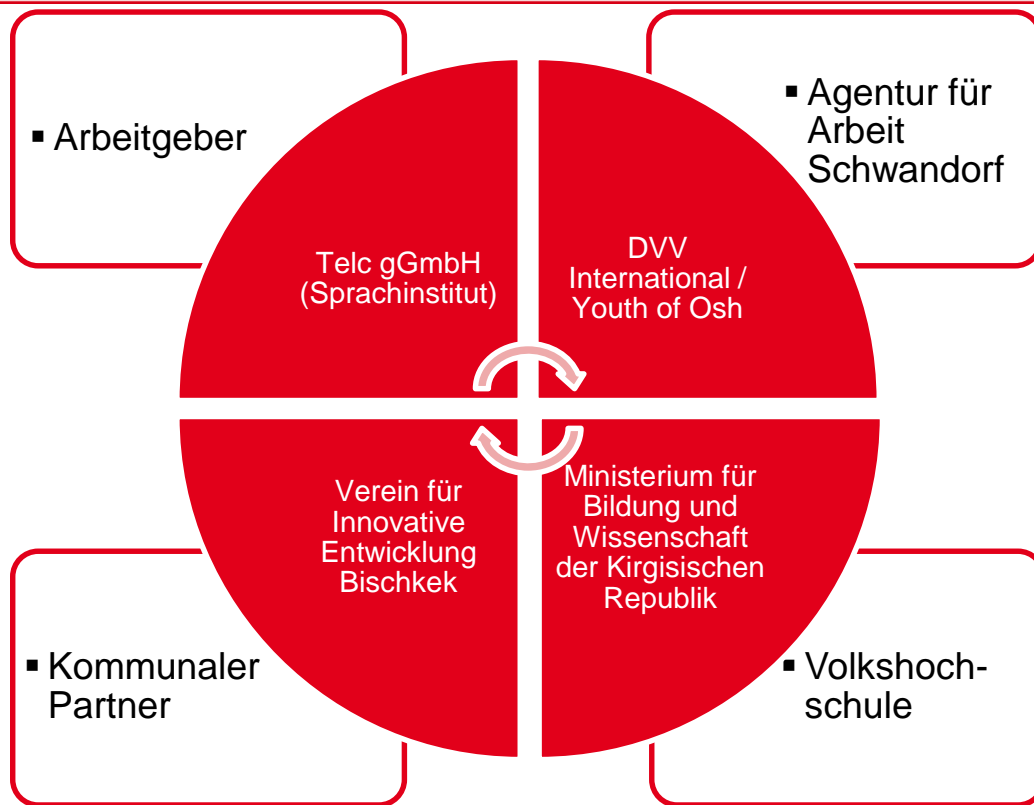 ▪ Arbeitgeber
▪ Agentur für
Arbeit
Schwandorf
Telc gGmbH
(Sprachinstitut)
DVV
International /
Youth of Osh
Verein für
Innovative
Entwicklung
Bischkek
Ministerium für
Bildung und
Wissenschaft
der Kirgisischen
Republik
▪ Kommunaler
Partner
▪ Volkshoch-
schule